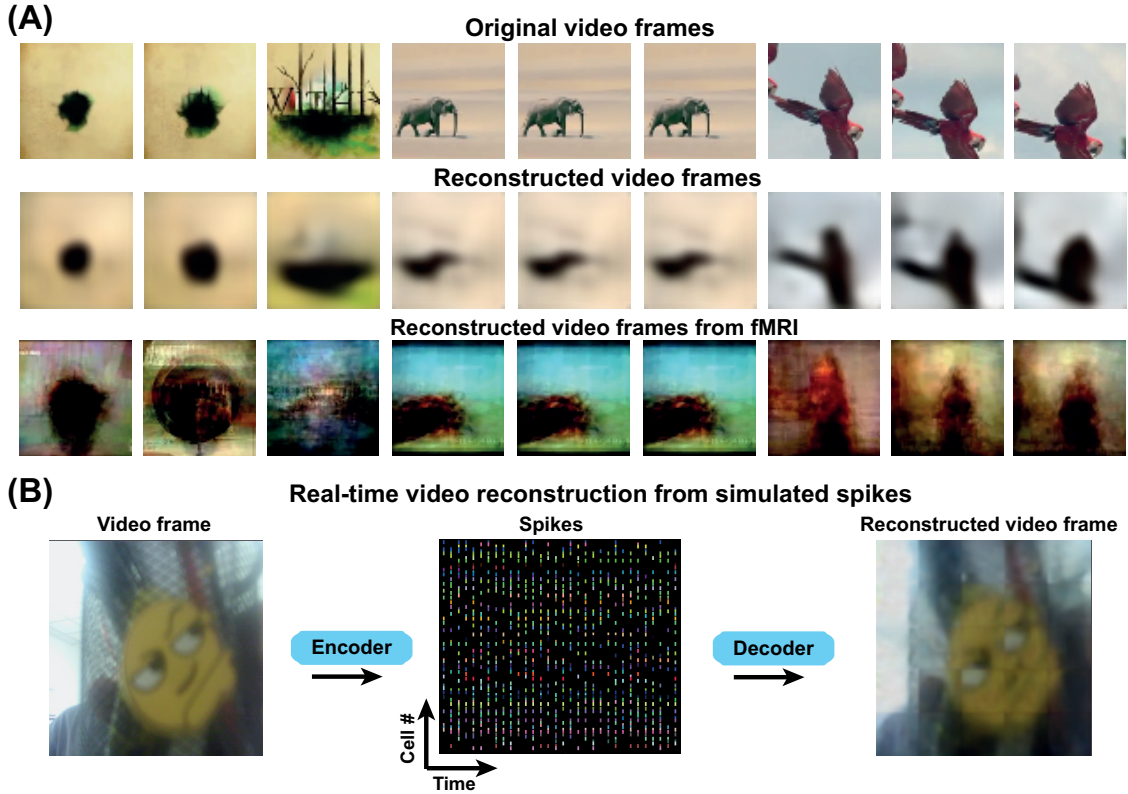 (A)
Original video frames
WITHI
Reconstructed video frames
Reconstructed video frames from fMRI
(B)
Real-time video reconstruction from simulated spikes
Video frame
Spikes
Reconstructed video frame
Encoder
Decoder
Cell #
Time